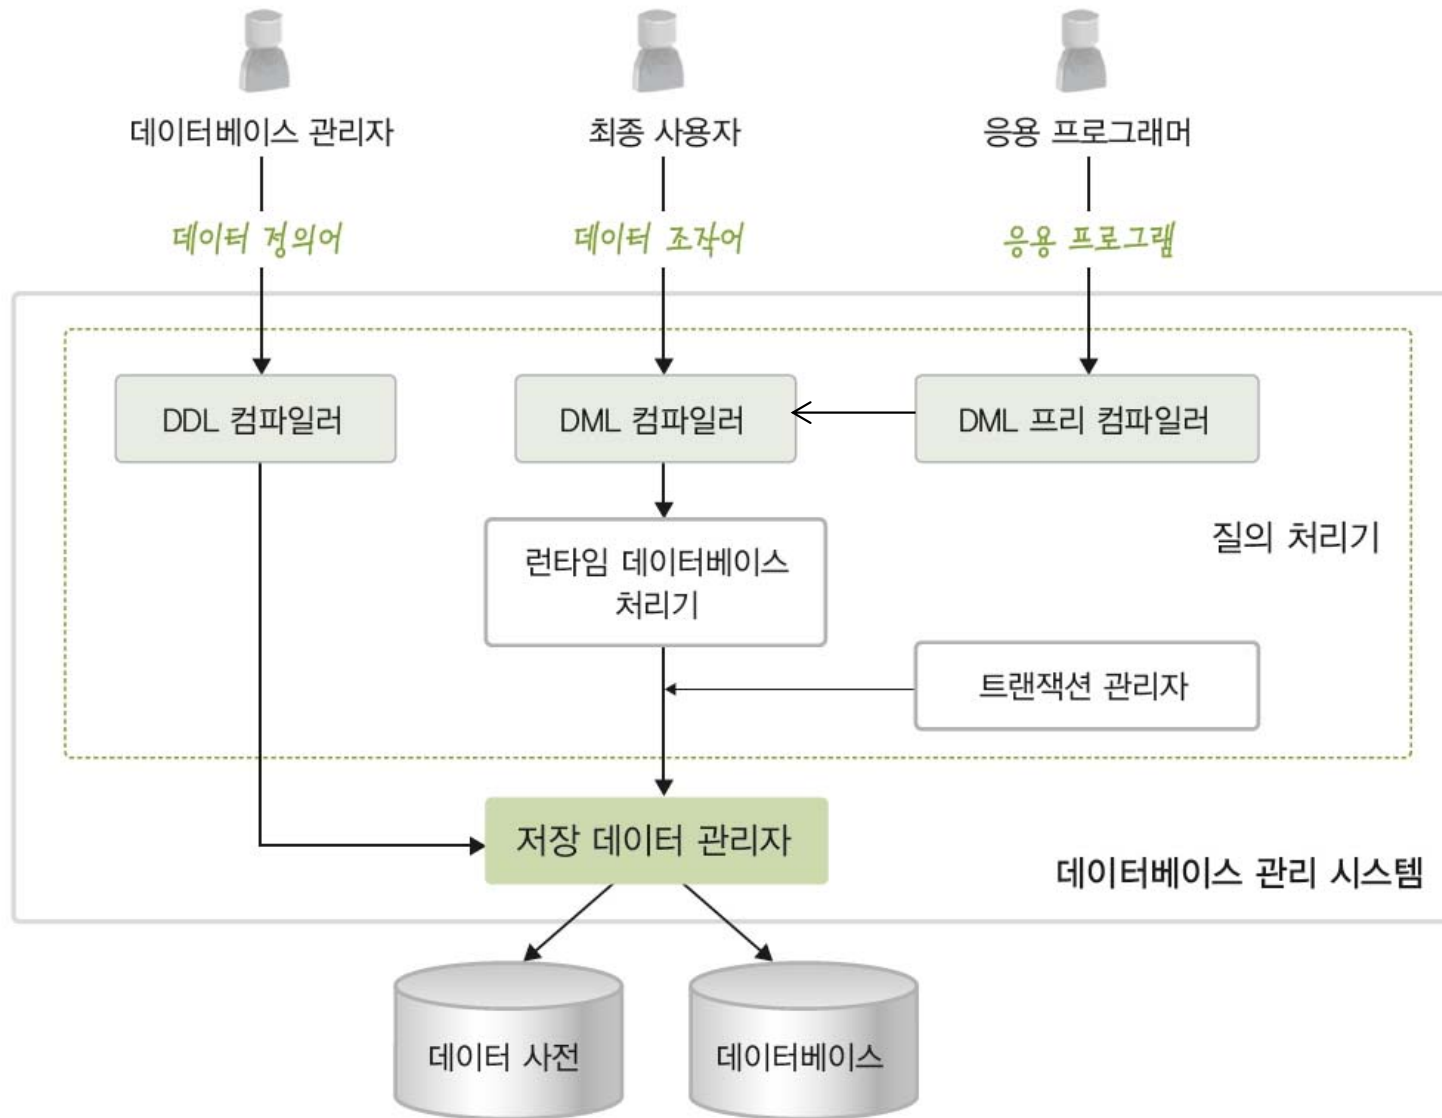 데이터베이스 관리자
최종 사용자
응용 프로그래머
데이터 정의어
데이터 조작어
응용 프로그램
DDL 컴파일러
DML 컴파일러
DML 프리 컴파일러
런타임 데이터베이스
처리기
질의 처리기
트랜잭션 관리자
저장 데이터 관리자
데이터베이스 관리 시스템
데이터 사전
데이터베이스